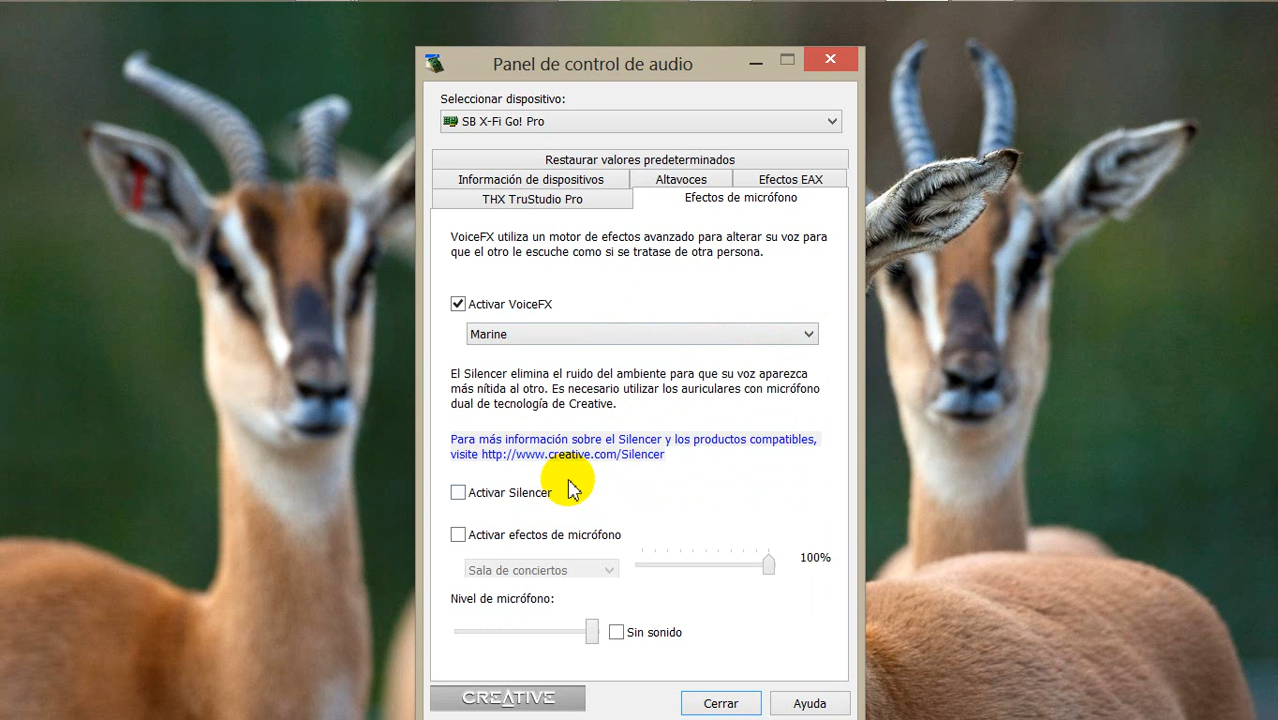 Panel de control de audio
Seleccionar dispositivo:
SB X-Fi Go! Pro
Restaurar valores predeterminados
Información de dispositivos
Altavoces
Efectos EAX
THX TruStudio Pro
Efectos de micrófono
VoiceFX utiliza un motor de efectos avanzado para alterar su voz para
que el otro le escuche como si se tratase de otra persona.
Activar VoiceFX
Marine
El Silencer elimina el ruido del ambiente para que su voz aparezca
más nítida al otro. Es necesario utilizar los auriculares con micrófono
dual de tecnología de Creative.
Para más información sobre el Silencer y los productos compatibles,
visite http://www.creative.com/Silencer
Activar Silencer
Activar efectos de micrófono
Sala de conciertos
100%
Nivel de micrófono:
Sin sonido
CREATIVE
Cerrar
Ayuda